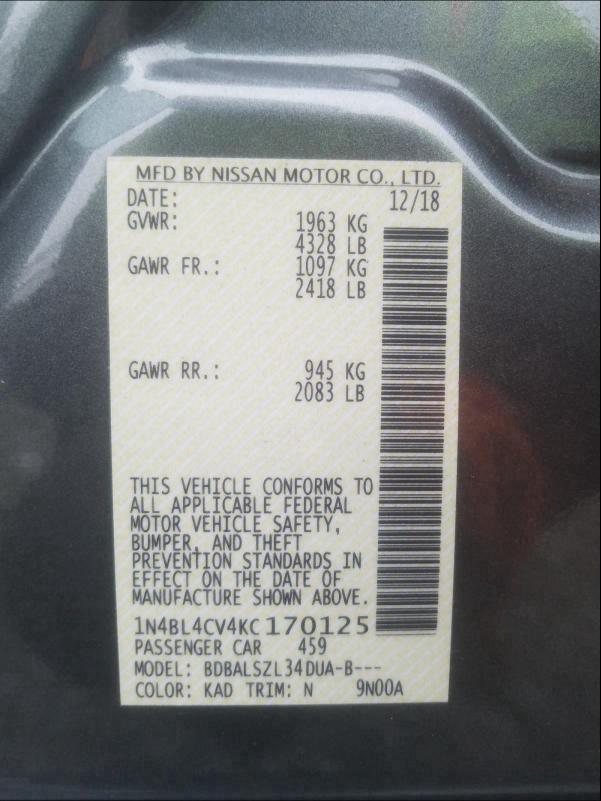 MFD BY NISSAN MOTOR CO., LTD.
DATE: 12/18
GVWR: 1963 KG
4328 LB
GAWR FR.: 1097 KG
2418 LB
GAWR RR.: 945 KG
2083 LB
THIS VEHICLE CONFORMS TO
ALL APPLICABLE FEDERAL
MOTOR VEHICLE SAFETY,
BUMPER, AND THEFT
PREVENTION STANDARDS IN
EFFECT ON THE DATE OF
MANUFACTURE SHOWN ABOVE.
1N4BL4CV4KC170125
PASSENGER CAR 459
MODEL: BDBALSZL34DUA-B---
COLOR: KAD TRIM: N 9N00A